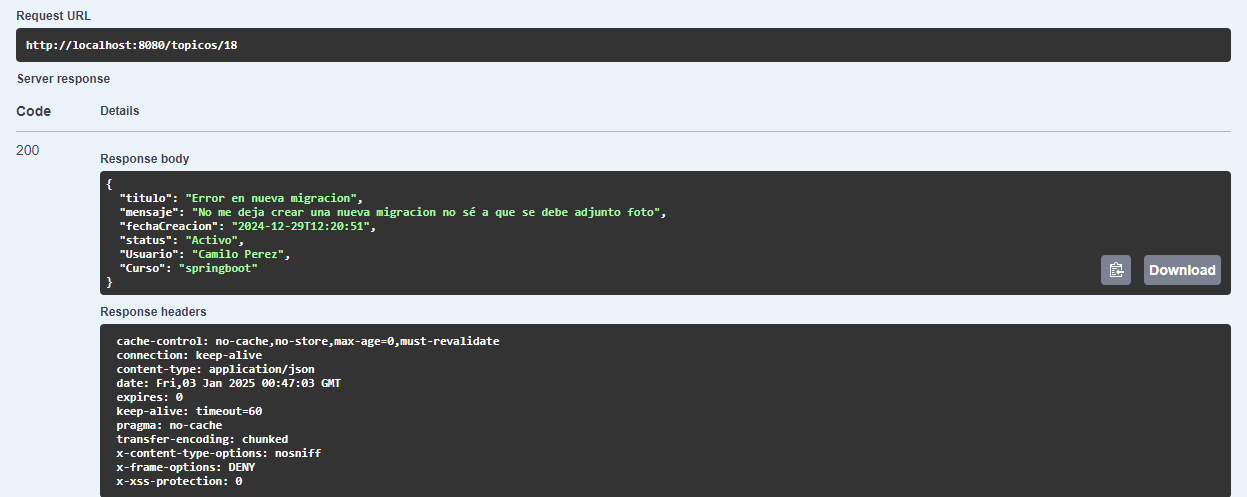 Request URL
http://localhost:8080/topicos/18
Server response
Code Details
200
Response body
{
"titulo": "Error en nueva migracion",
"mensaje": "No me deja crear una nueva migracion no sé a que se debe adjunto foto",
"fechaCreacion": "2024-12-29T12:20:51",
"status": "Activo",
"Usuario": "Camilo Perez",
"Curso": "springboot"
}
Download
Response headers
cache-control: no-cache,no-store,max-age=0,must-revalidate
connection: keep-alive
content-type: application/json
date: Fri,03 Jan 2025 00:47:03 GMT
expires: 0
keep-alive: timeout=60
pragma: no-cache
transfer-encoding: chunked
x-content-type-options: nosniff
x-frame-options: DENY
x-xss-protection: 0